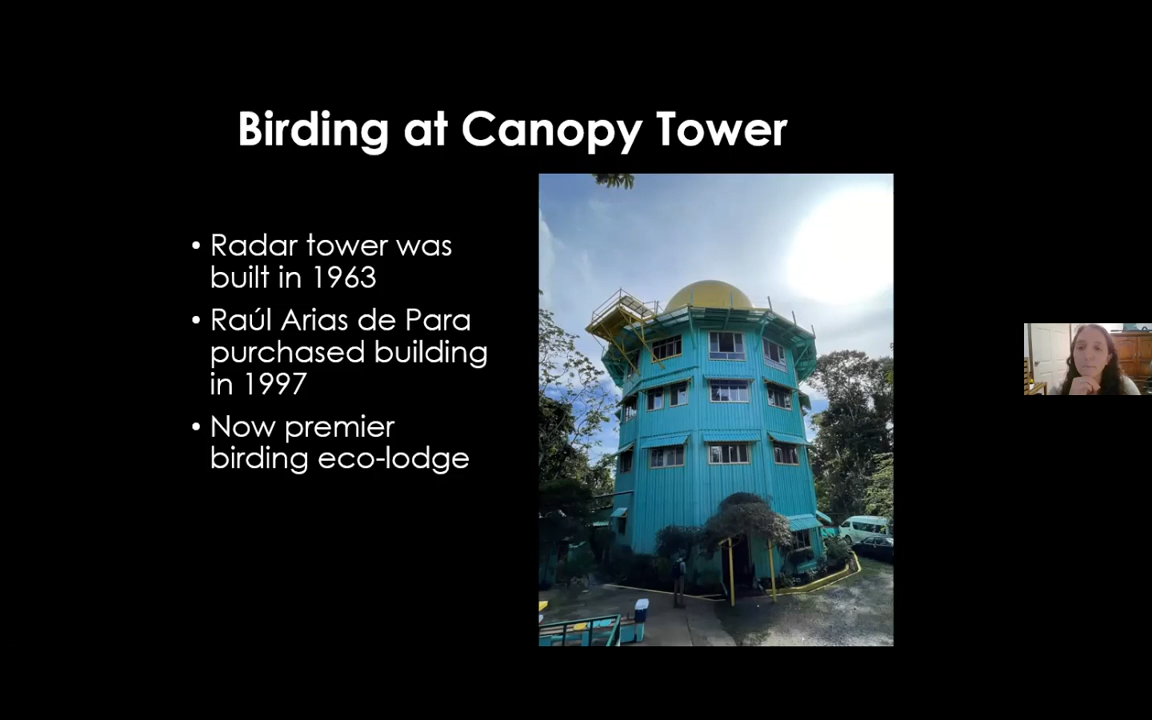 Birding at Canopy Tower
• Radar tower was
built in 1963
• Raúl Arias de Para
purchased building
in 1997
• Now premier
birding eco-lodge